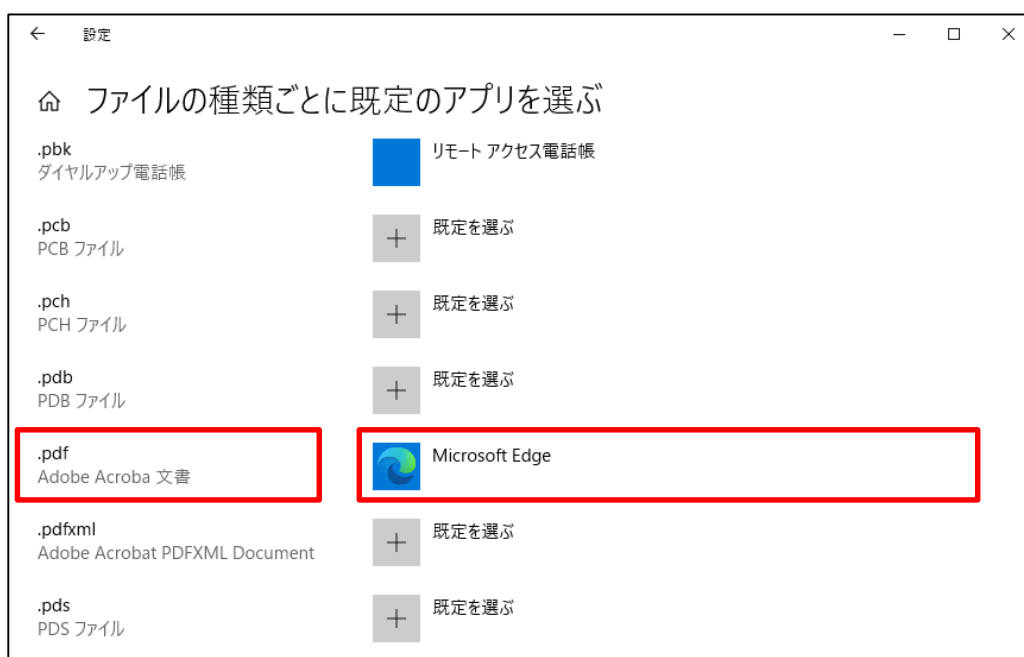 設定
ファイルの種類ごとに既定のアプリを選ぶ
.pbk
ダイヤルアップ電話帳
リモート アクセス電話帳
.pcb
PCB ファイル
既定を選ぶ
.pch
PCH ファイル
既定を選ぶ
.pdb
PDB ファイル
既定を選ぶ
.pdf
Adobe Acroba 文書
Microsoft Edge
.pdfxml
Adobe Acrobat PDFXML Document
既定を選ぶ
.pds
PDS ファイル
既定を選ぶ